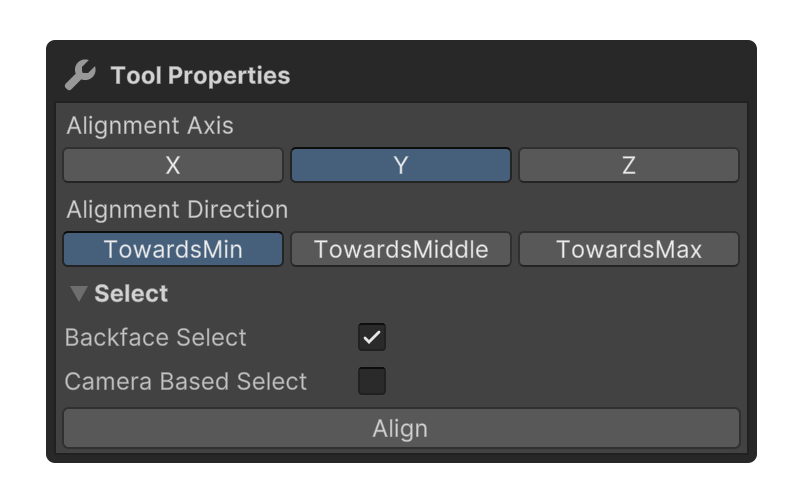 Tool Properties
Alignment Axis
X Y Z
Alignment Direction
TowardsMin TowardsMiddle TowardsMax
Select
Backface Select
Camera Based Select
Align